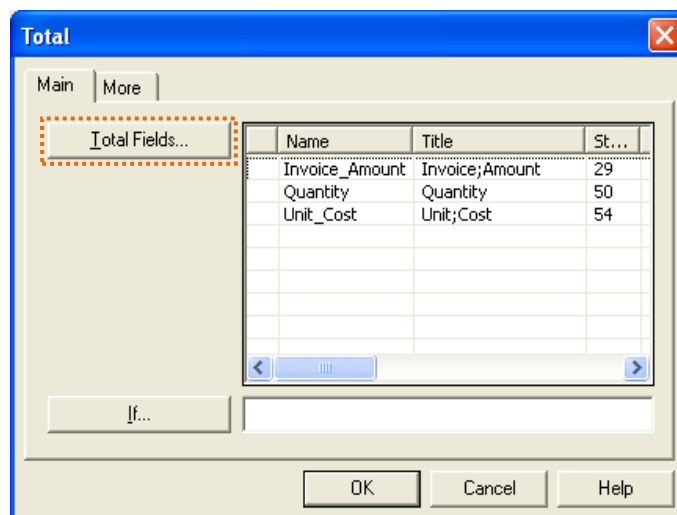 Total
Main More
Total Fields...
Name Title St...
Invoice_Amount Invoice;Amount 29
Quantity Quantity 50
Unit_Cost Unit;Cost 54
If...
OK Cancel Help